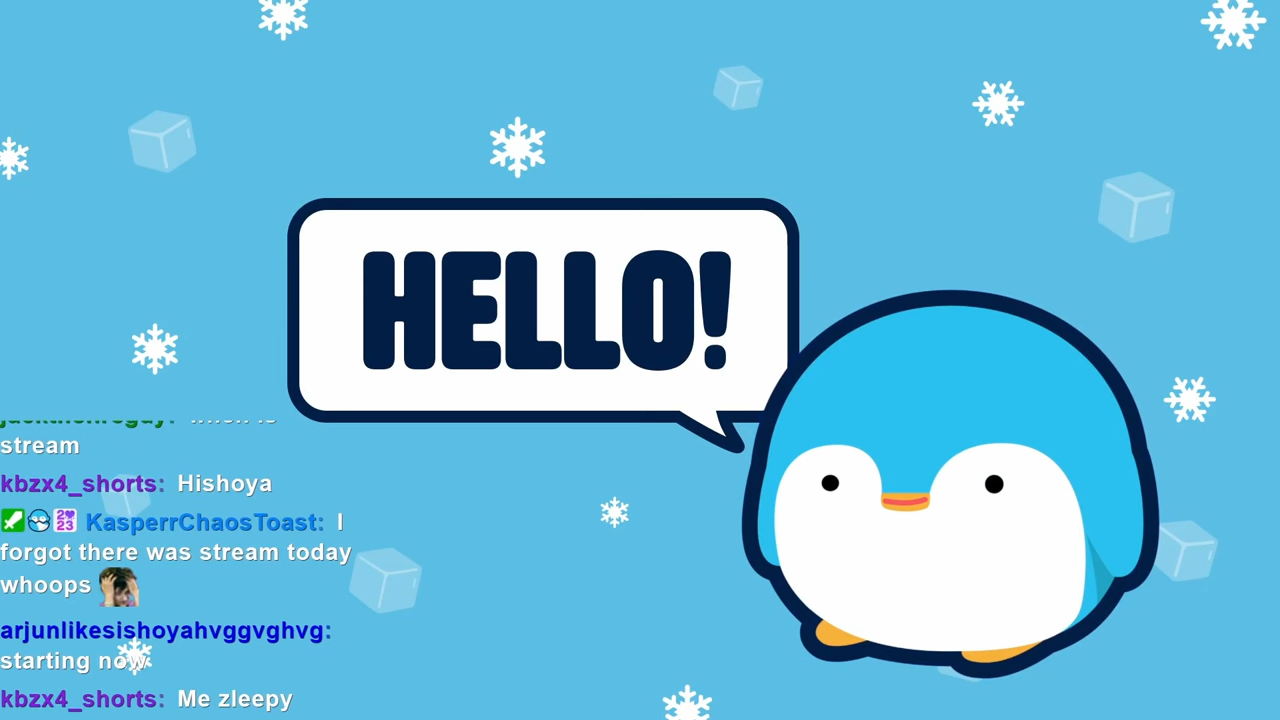 HELLO!
stream
kbzx4_shorts: Hishoya
KasperrChaosToast: I
forgot there was stream today
whoops
arjunlikesishoyahvggvghvg:
starting now
kbzx4_shorts: Me zleepy